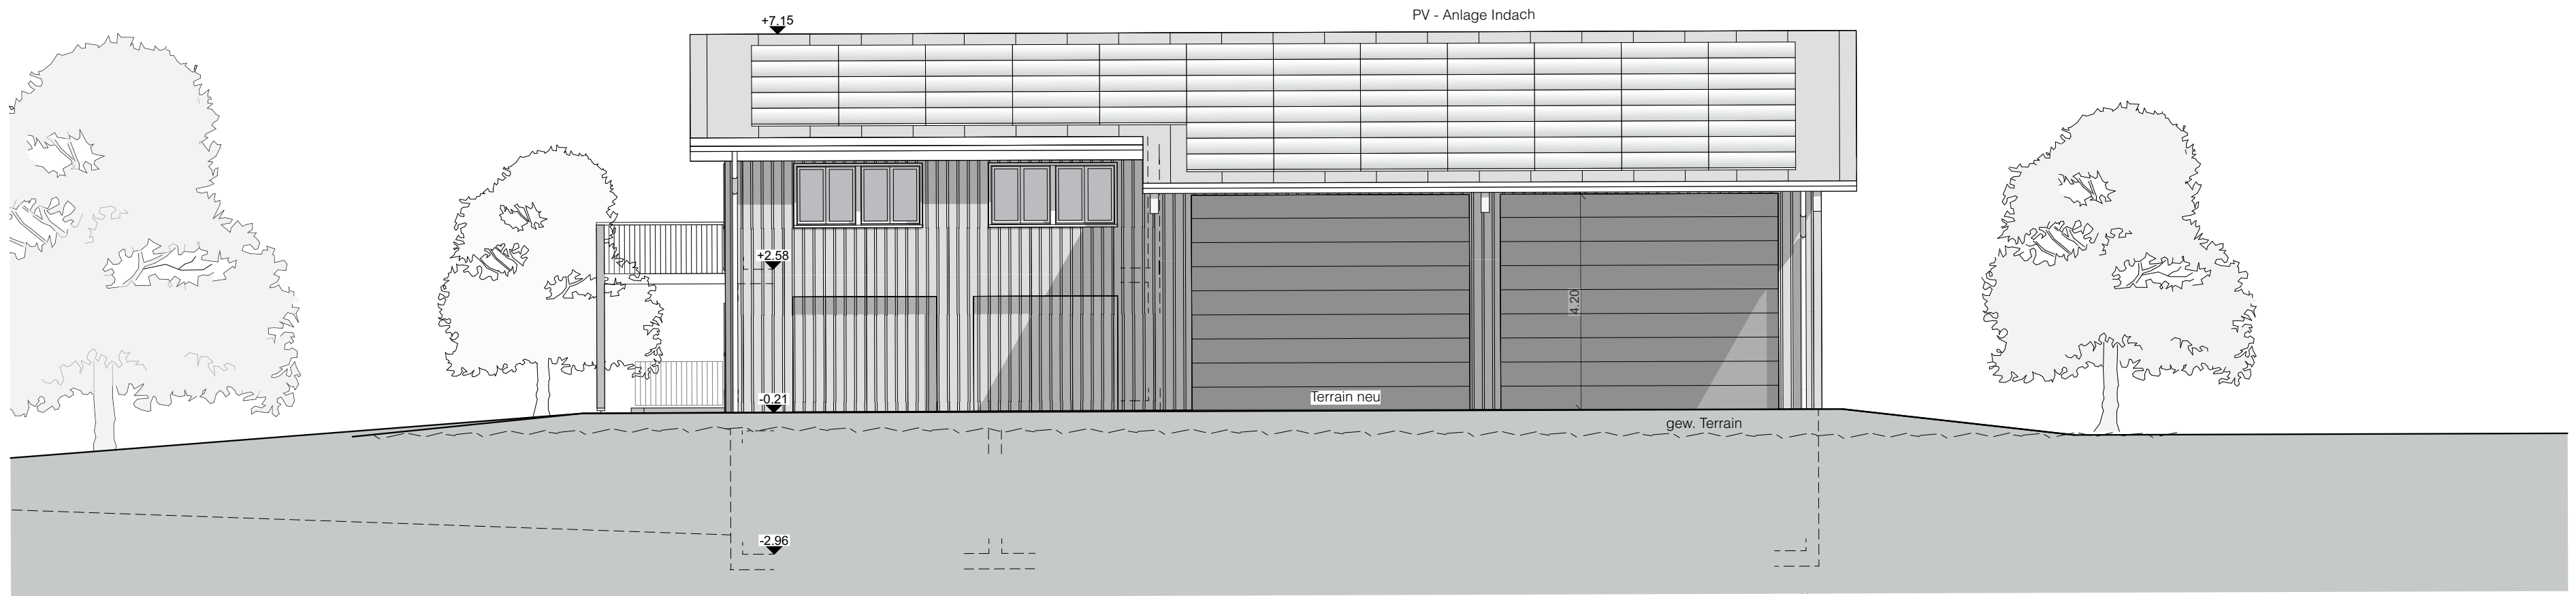 PV - Anlage Indach
+7.15
+2.58
4.20
-0.21
Terrain neu
gew. Terrain
-2.96